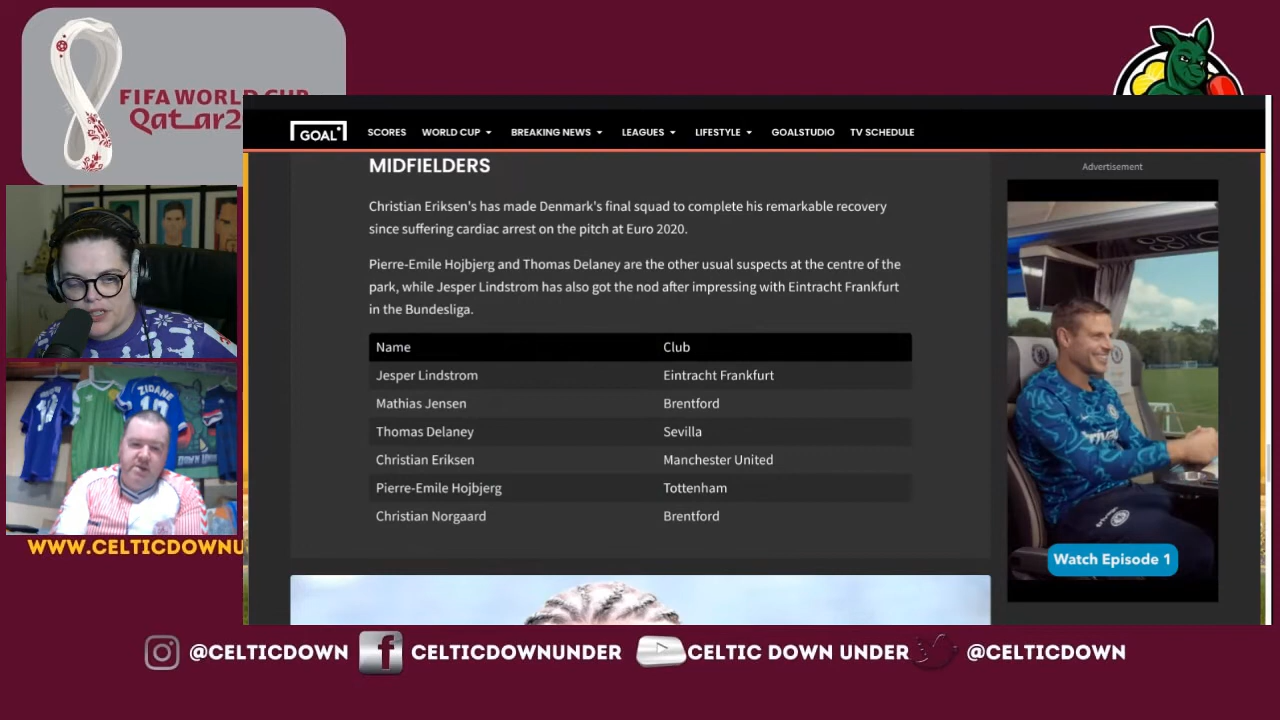 FIFA WORLD CUP
Qatar2
GOAL
SCORES
WORLD CUP
BREAKING NEWS
LEAGUES
LIFESTYLE
GOALSTUDIO
TV SCHEDULE
MIDFIELDERS
Christian Eriksen's has made Denmark's final squad to complete his remarkable recovery
since suffering cardiac arrest on the pitch at Euro 2020.
Pierre-Emile Hojbjerg and Thomas Delaney are the other usual suspects at the centre of the
park, while Jesper Lindstrom has also got the nod after impressing with Eintracht Frankfurt
in the Bundesliga.
Name Club
Jesper Lindstrom Eintracht Frankfurt
Mathias Jensen Brentford
Thomas Delaney Sevilla
Christian Eriksen Manchester United
Pierre-Emile Hojbjerg Tottenham
Christian Norgaard Brentford
Advertisement
Watch Episode 1
ZIDANE
10
WWW.CELTICDOWNU
@CELTICDOWN
CELTICDOWNUNDER
CELTIC DOWN UNDER
@CELTICDOWN